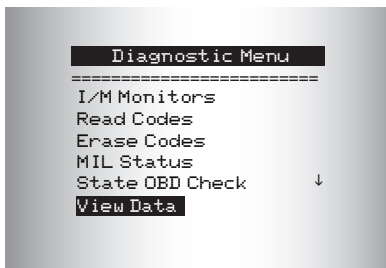 Diagnostic Menu
=========================
I/M Monitors
Read Codes
Erase Codes
MIL Status
State OBD Check ↓
View Data